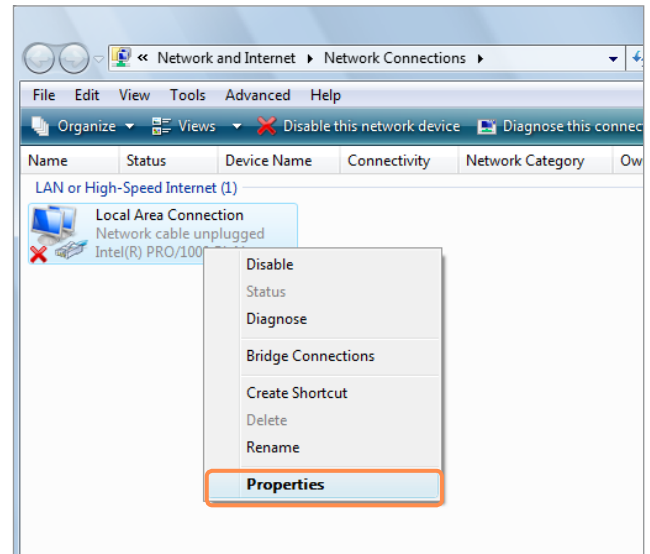 « Network and Internet ▸ Network Connections ▸
File Edit View Tools Advanced Help
Organize Views Disable this network device Diagnose this connec
Name Status Device Name Connectivity Network Category Ow
LAN or High-Speed Internet (1)
Local Area Connection
Network cable unplugged
Intel(R) PRO/1000
Disable
Status
Diagnose
Bridge Connections
Create Shortcut
Delete
Rename
Properties